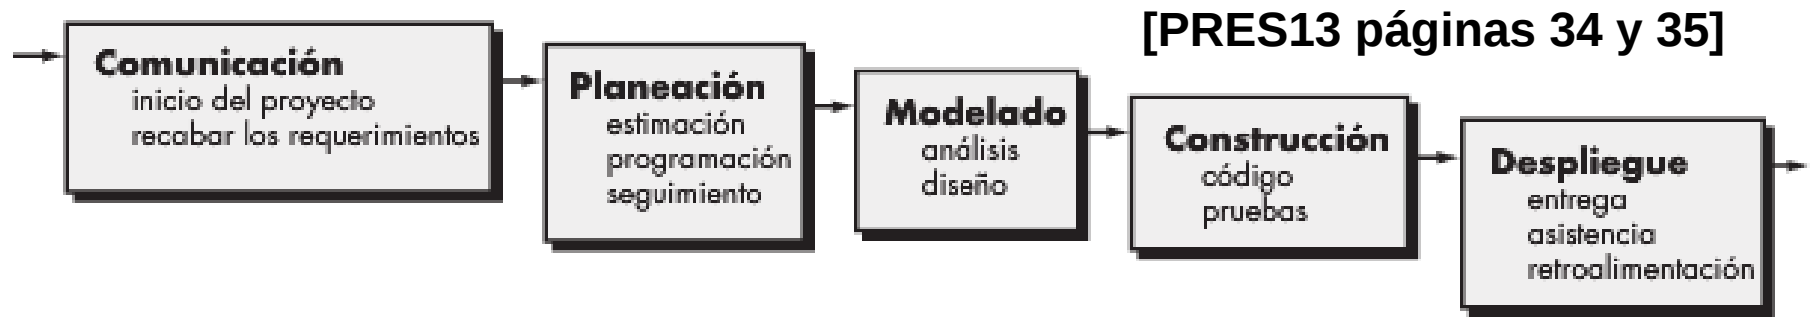 [PRES13 páginas 34 y 35]
Comunicación
inicio del proyecto
recabar los requerimientos
Planeación
estimación
programación
seguimiento
Modelado
análisis
diseño
Construcción
código
pruebas
Despliegue
entrega
asistencia
retroalimentación